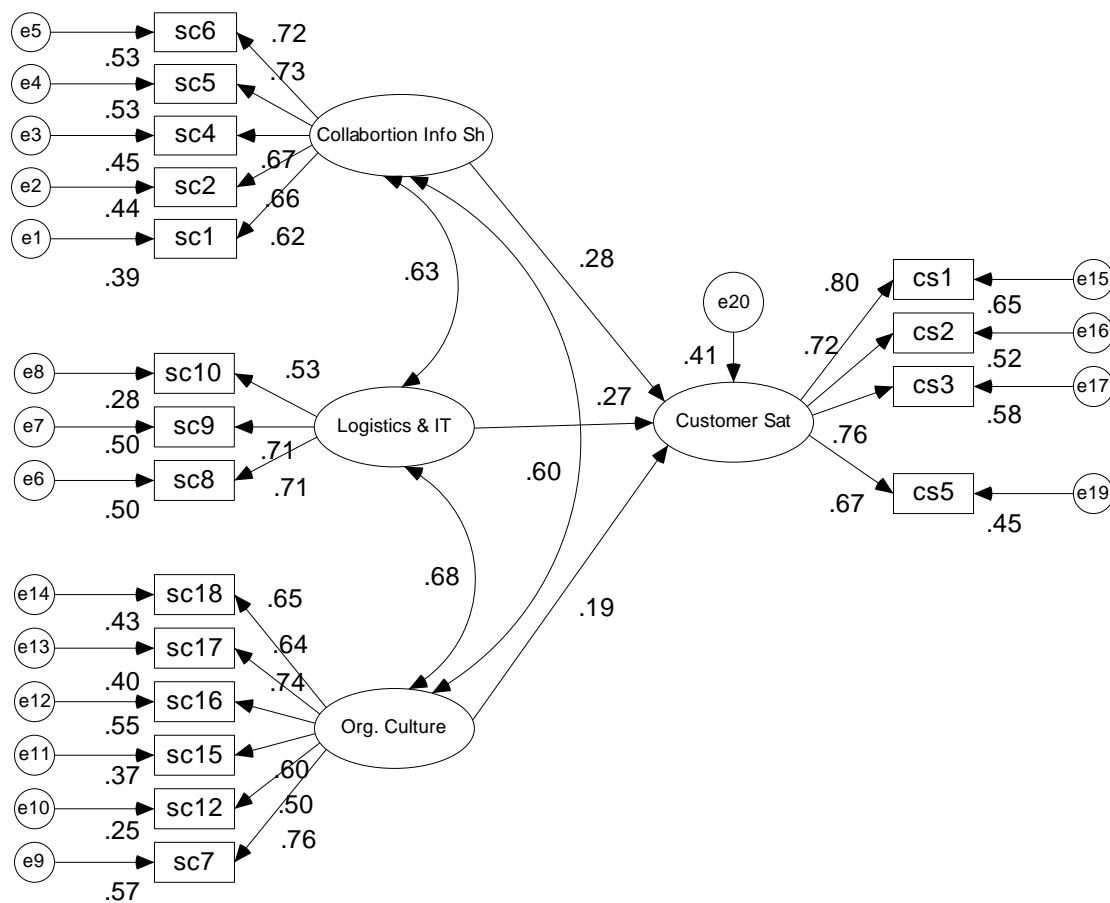 e5
sc6
.72
.53
.73
e4
sc5
.53
e3
sc4
Collabortion Info Sh
.45
.67
e2
sc2
.44
.66
e1
sc1
.62
.39
.63
.28
e20
.41
.80
cs1
e15
.65
.72
cs2
e16
.52
cs3
e17
.58
.76
.67
cs5
e19
.45
e8
sc10
.53
.28
e7
sc9
.50
.71
Logistics & IT
.27
Customer Sat
e6
sc8
.71
.50
.60
.68
.19
e14
sc18
.65
.43
e13
sc17
.64
.40
.74
e12
sc16
.55
Org. Culture
e11
sc15
.37
.60
e10
sc12
.50
.25
.76
e9
sc7
.57